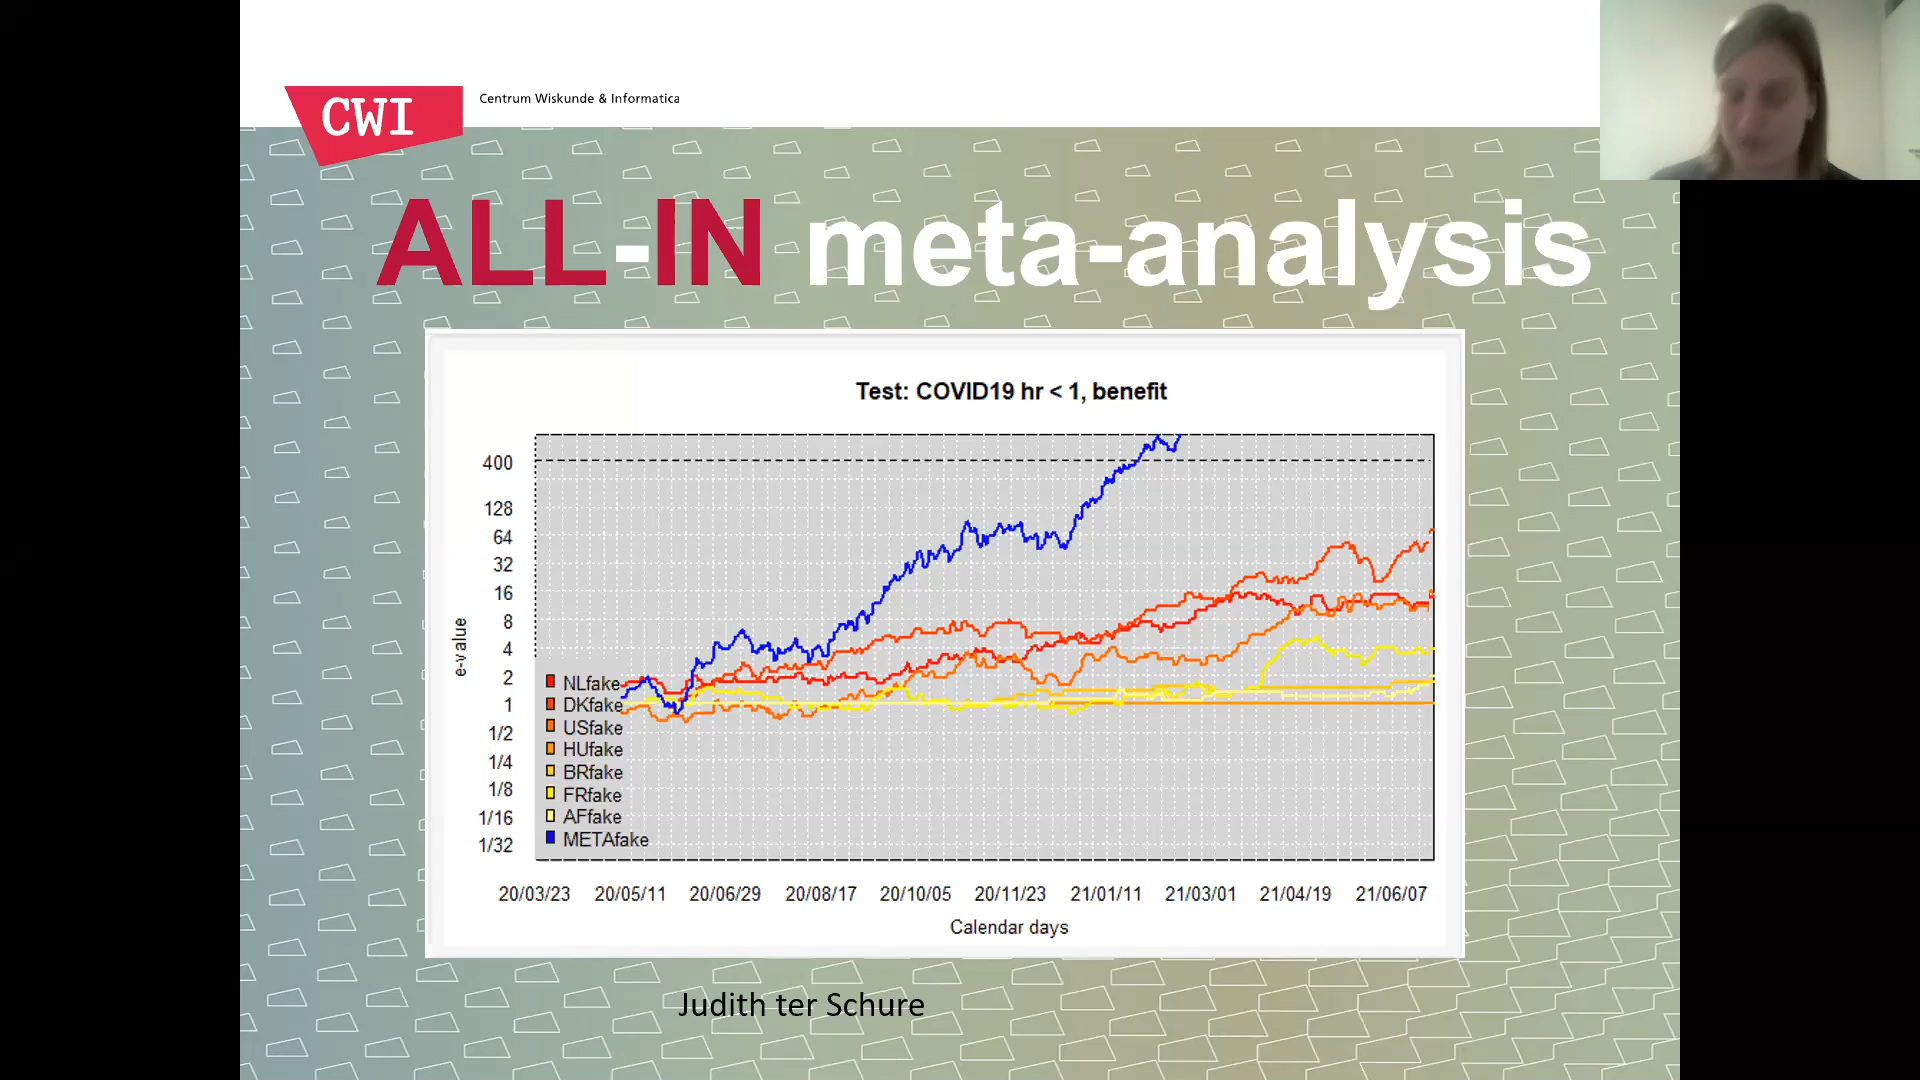 CWI
Centrum Wiskunde & Informatica
ALL-IN meta-analysis
Test: COVID19 hr < 1, benefit
e-value
400
128
64
32
16
8
4
2
1
1/2
1/4
1/8
1/16
1/32
NLfake
DKfake
USfake
HUfake
BRfake
FRfake
AFfake
METAfake
20/03/23 20/05/11 20/06/29 20/08/17 20/10/05 20/11/23 21/01/11 21/03/01 21/04/19 21/06/07
Calendar days
Judith ter Schure